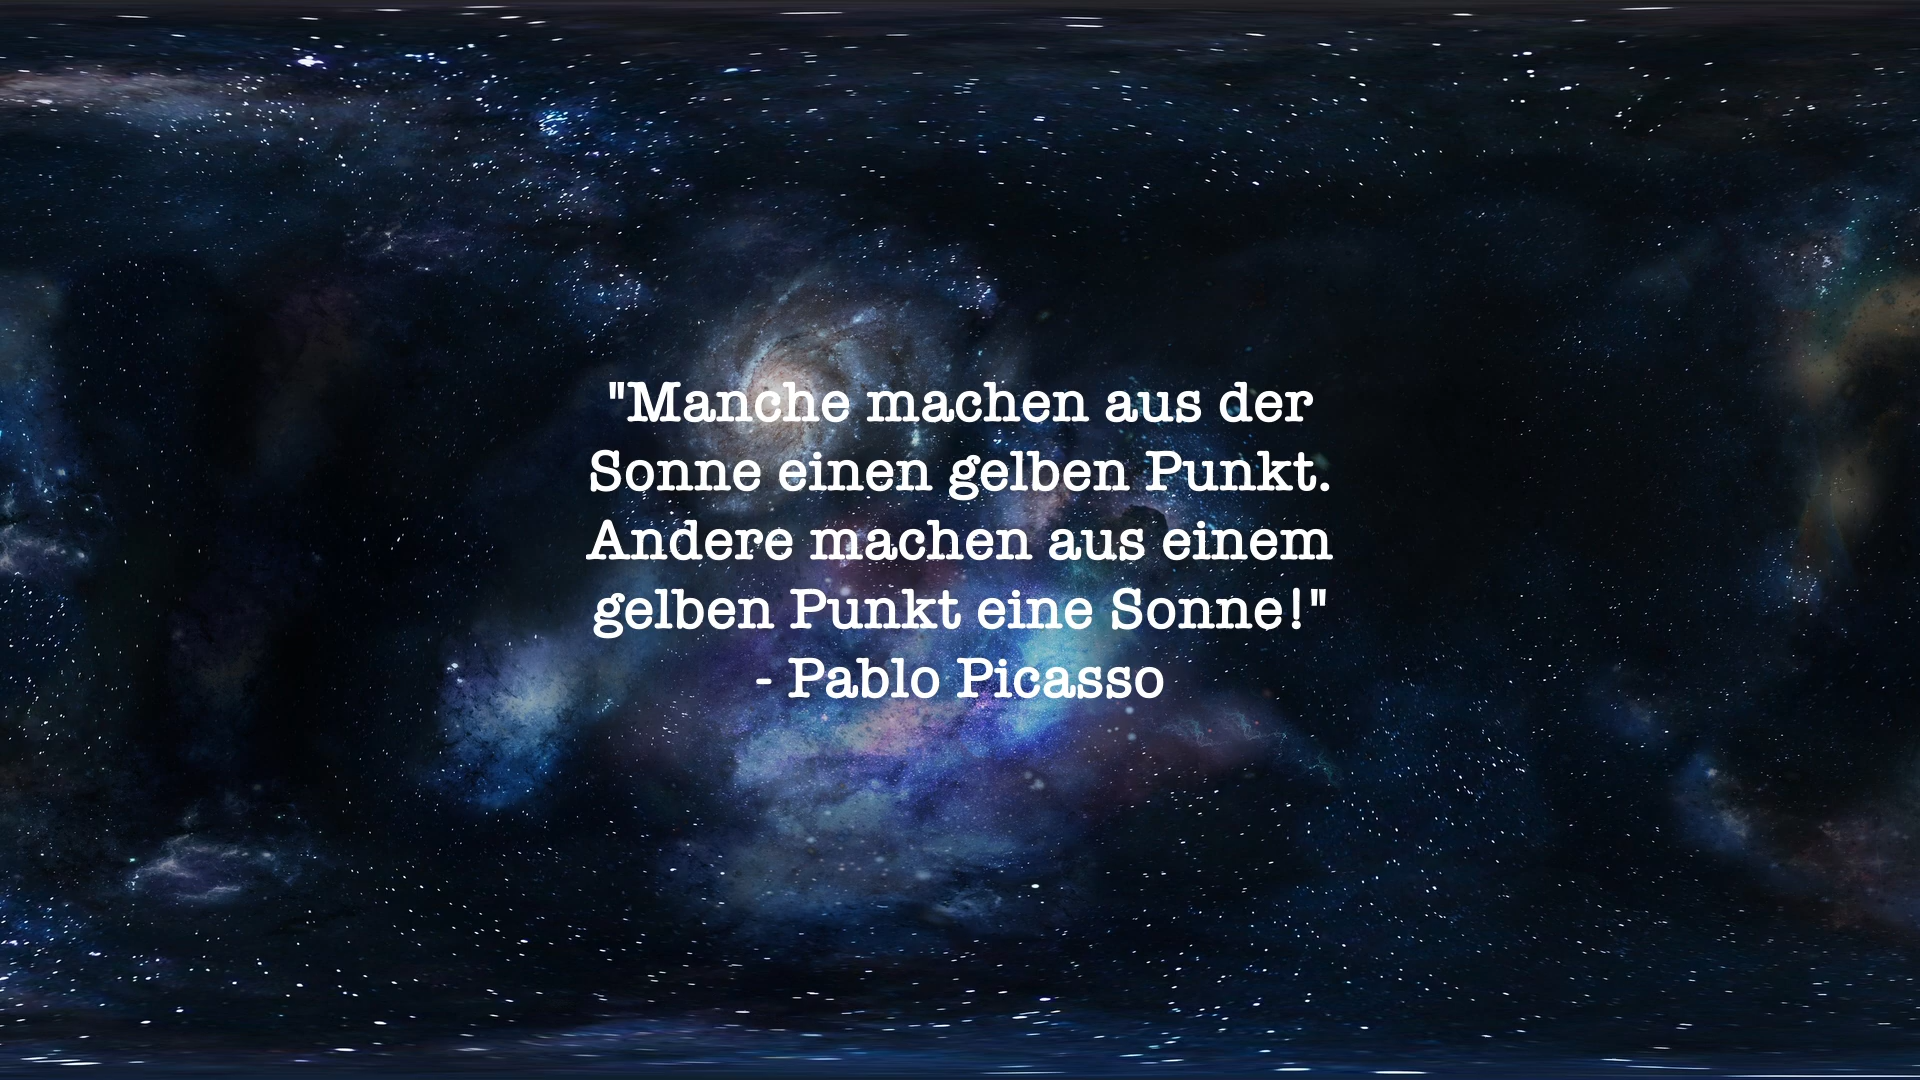 "Manche machen aus der
Sonne einen gelben Punkt.
Andere machen aus einem
gelben Punkt eine Sonne!"
- Pablo Picasso